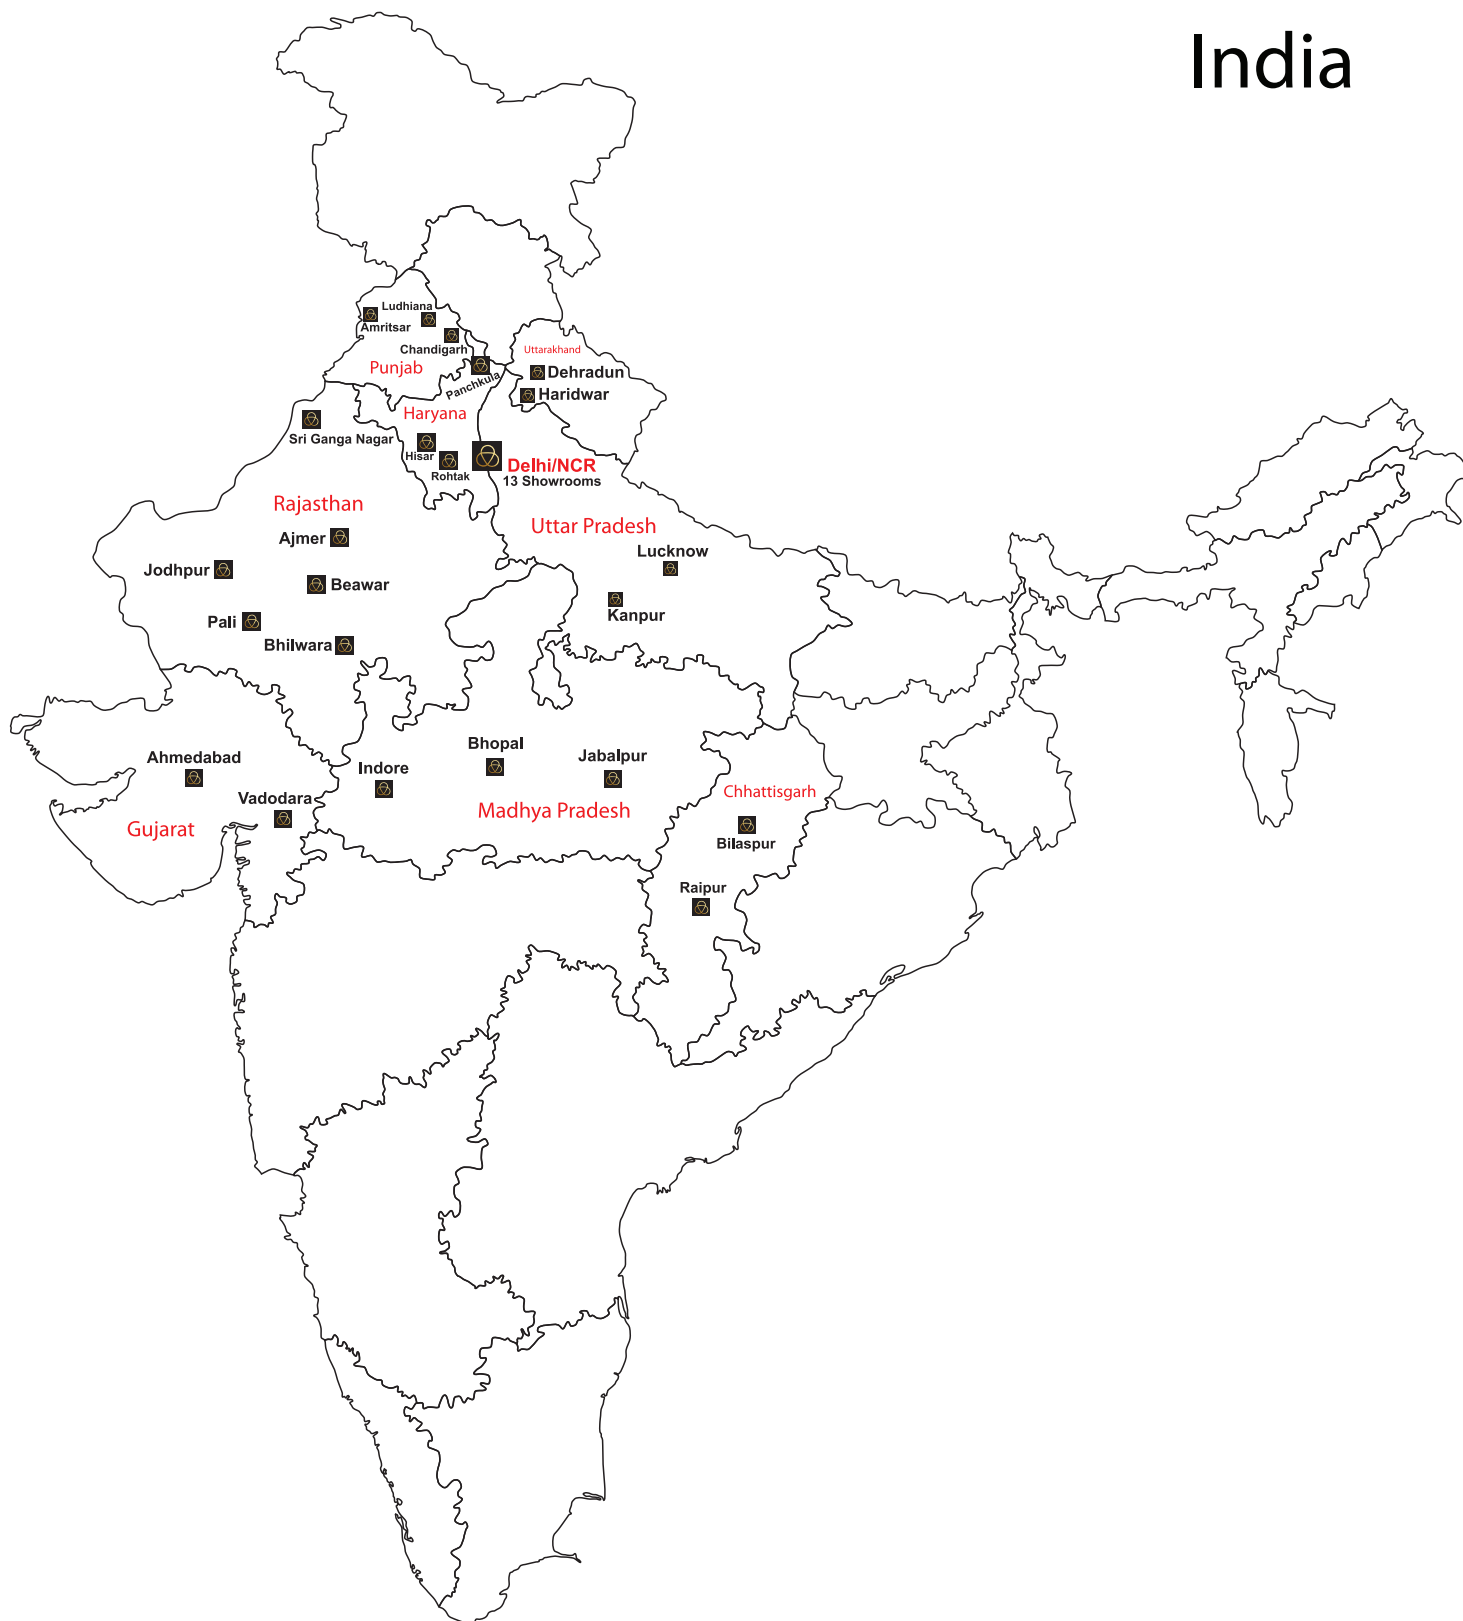 India
Ludhiana
Amritsar
Chandigarh
Uttarakhand
Punjab
Dehradun
Panchkula
Haridwar
Haryana
Sri Ganga Nagar
Hisar
Rohtak
Delhi/NCR
13 Showrooms
Rajasthan
Uttar Pradesh
Ajmer
Lucknow
Jodhpur
Beawar
Kanpur
Pali
Bhilwara
Bhopal
Ahmedabad
Indore
Jabalpur
Vadodara
Chhattisgarh
Madhya Pradesh
Gujarat
Bilaspur
Raipur